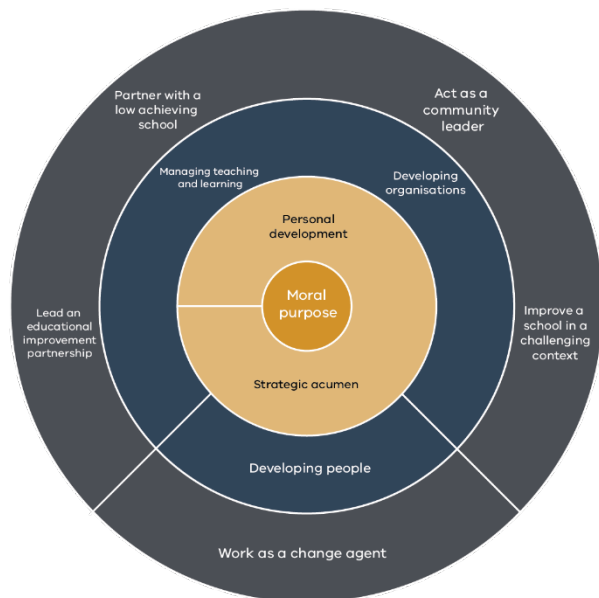 Partner with a
low achieving
school
Act as a
community
leader
Managing teaching
and learning
Developing
organisations
Personal
development
Moral
purpose
Lead an
educational
improvement
partnership
Improve a
school in a
challenging
context
Strategic acumen
Developing people
Work as a change agent